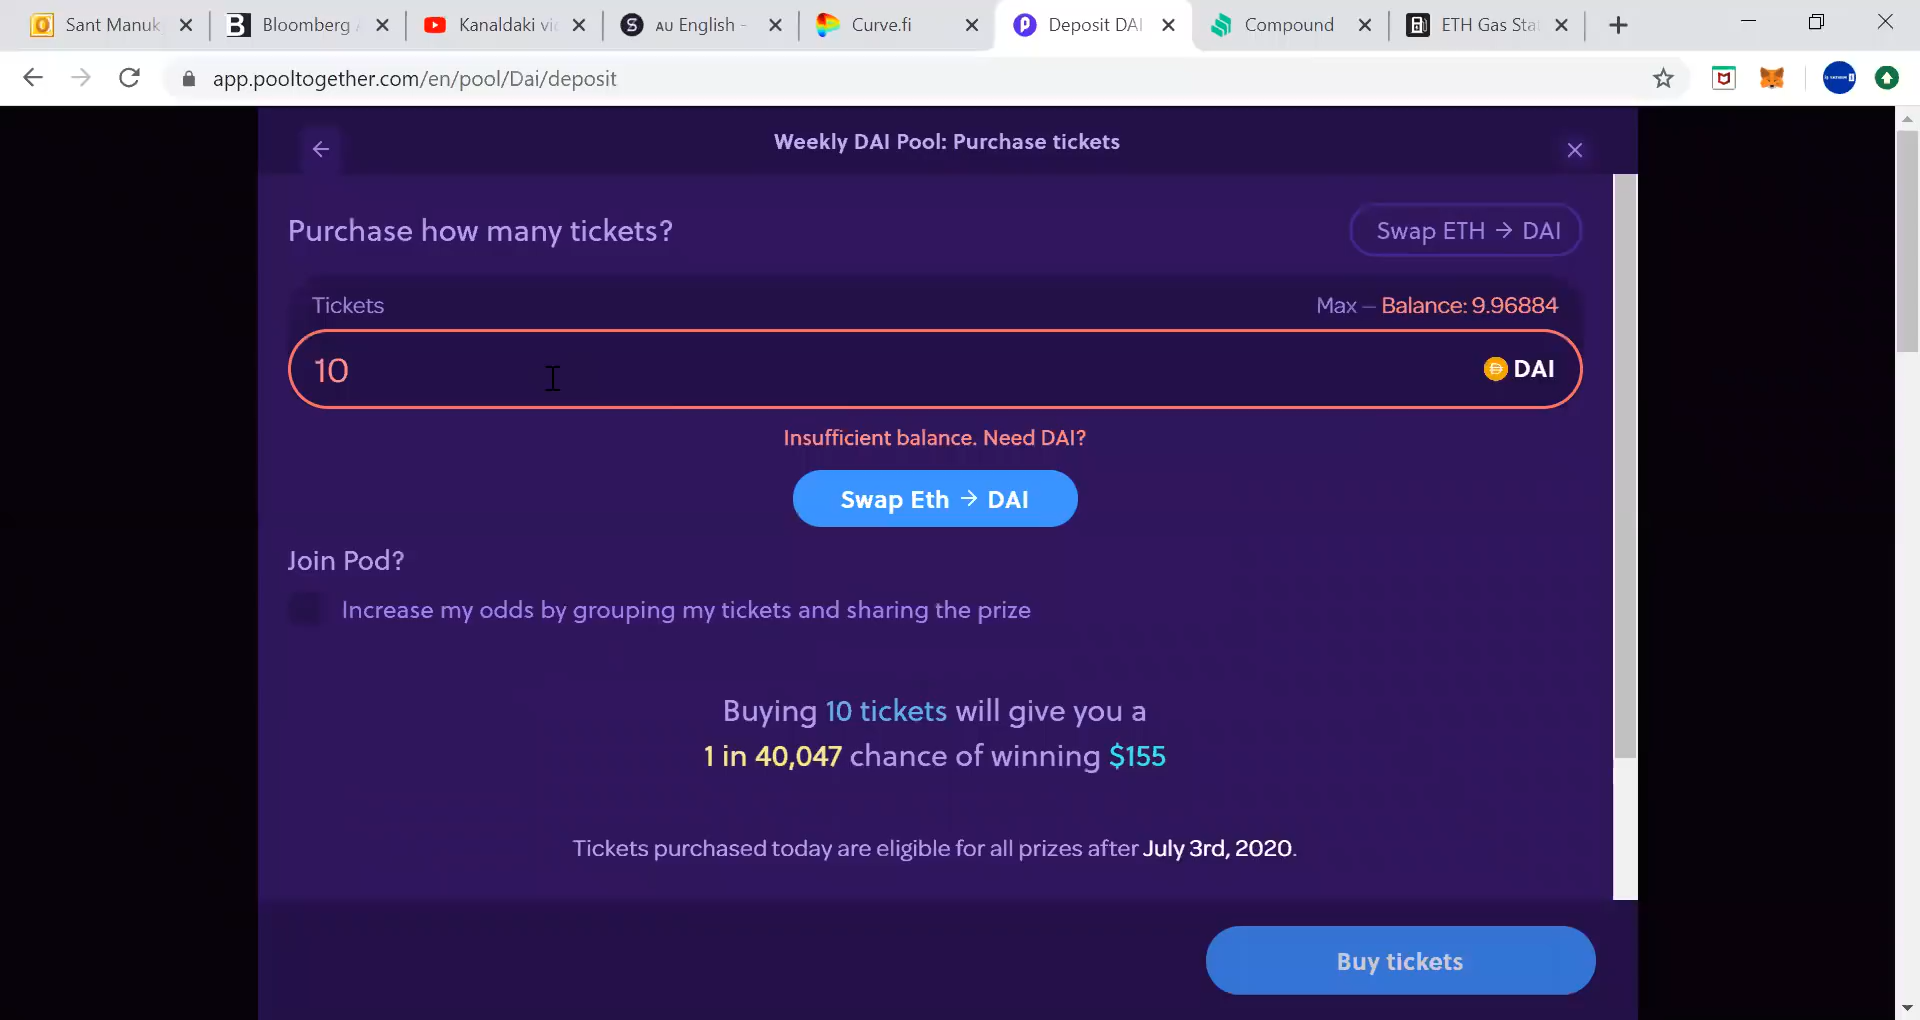 Sant Manuk
Bloomberg
Kanaldaki vi
AU English -
Curve.fi
Deposit DAI
Compound
ETH Gas Sta
app.pooltogether.com/en/pool/Dai/deposit
Weekly DAI Pool: Purchase tickets
Purchase how many tickets?
Swap ETH → DAI
Tickets
Max – Balance: 9.96884
10
DAI
Insufficient balance. Need DAI?
Swap Eth → DAI
Join Pod?
Increase my odds by grouping my tickets and sharing the prize
Buying 10 tickets will give you a
1 in 40,047 chance of winning $155
Tickets purchased today are eligible for all prizes after July 3rd, 2020.
Buy tickets